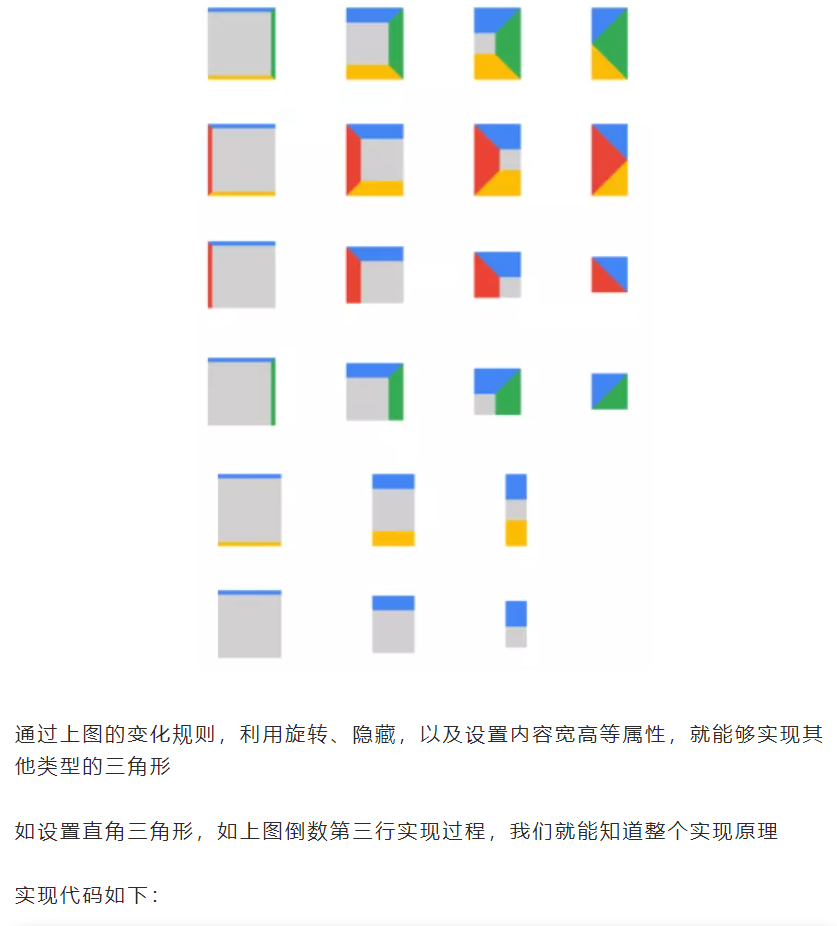 通过上图的变化规则，利用旋转、隐藏，以及设置内容宽高等属性，就能够实现其
他类型的三角形
如设置直角三角形，如上图倒数第三行实现过程，我们就能知道整个实现原理
实现代码如下：